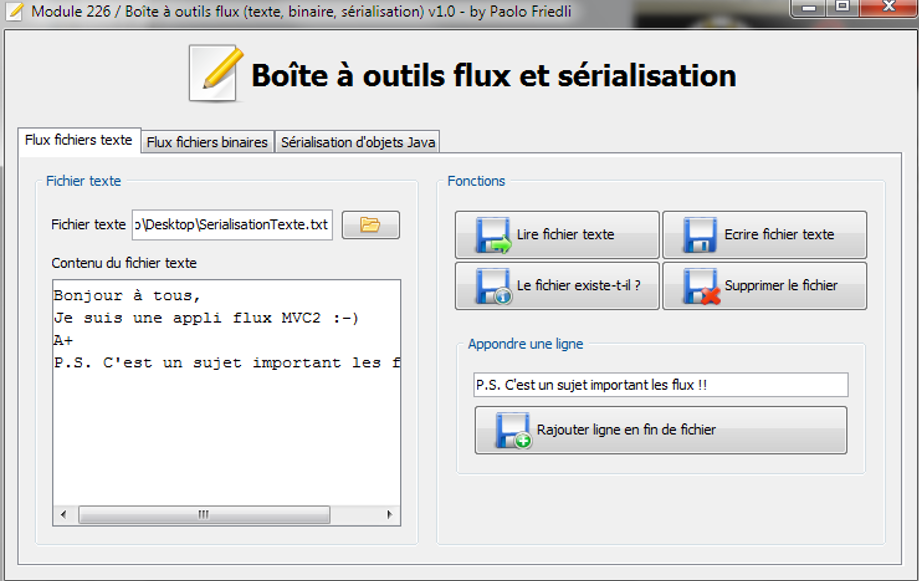 Module 226 / Boîte à outils flux (texte, binaire, sérialisation) v1.0 - by Paolo Friedli
Boîte à outils flux et sérialisation
Flux fichiers texte
Flux fichiers binaires
Sérialisation d'objets Java
Fichier texte
Fichier texte
\Desktop\SerialisationTexte.txt
Contenu du fichier texte
Bonjour à tous,
Je suis une appli flux MVC2 :-)
A+
P.S. C'est un sujet important les f
Fonctions
Lire fichier texte
Ecrire fichier texte
Le fichier existe-t-il ?
Supprimer le fichier
Appondre une ligne
P.S. C'est un sujet important les flux !!
Rajouter ligne en fin de fichier